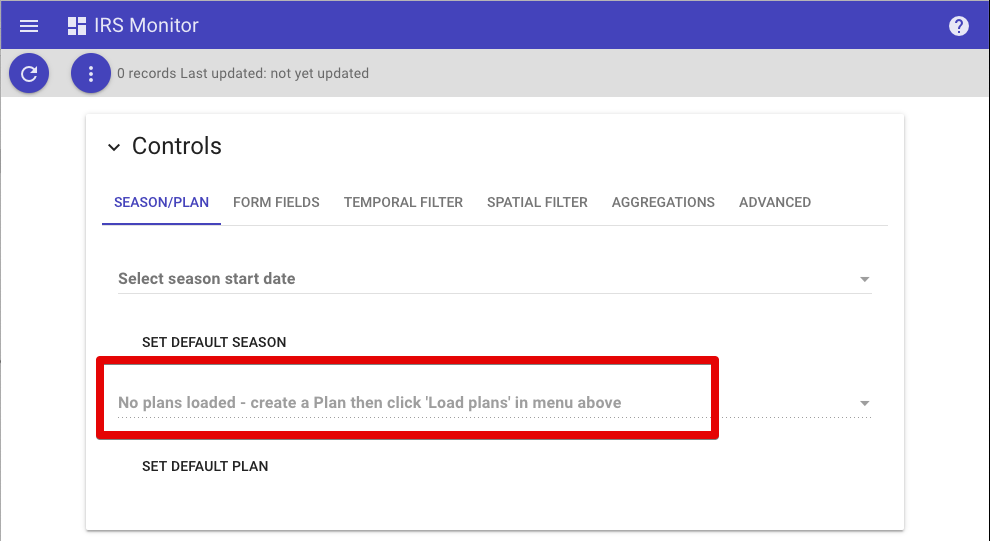 IRS Monitor
0 records Last updated: not yet updated
Controls
SEASON/PLAN FORM FIELDS TEMPORAL FILTER SPATIAL FILTER AGGREGATIONS ADVANCED
Select season start date
SET DEFAULT SEASON
No plans loaded - create a Plan then click 'Load plans' in menu above
SET DEFAULT PLAN